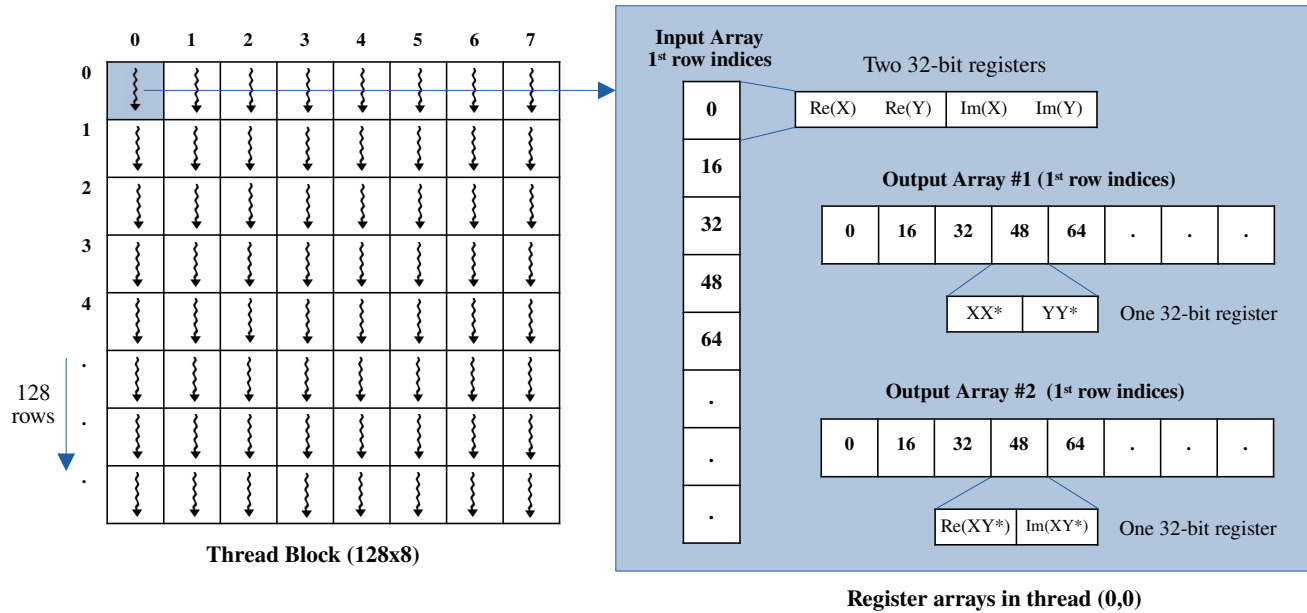 0 1 2 3 4 5 6 7
0
1
2
3
4
.
.
.
128
rows
Thread Block (128x8)
Input Array
1st row indices
0
16
32
48
64
.
.
.
Two 32-bit registers
Re(X) Re(Y) Im(X) Im(Y)
Output Array #1 (1st row indices)
0 16 32 48 64 . . .
XX* YY* One 32-bit register
Output Array #2 (1st row indices)
0 16 32 48 64 . . .
Re(XY*) Im(XY*) One 32-bit register
Register arrays in thread (0,0)